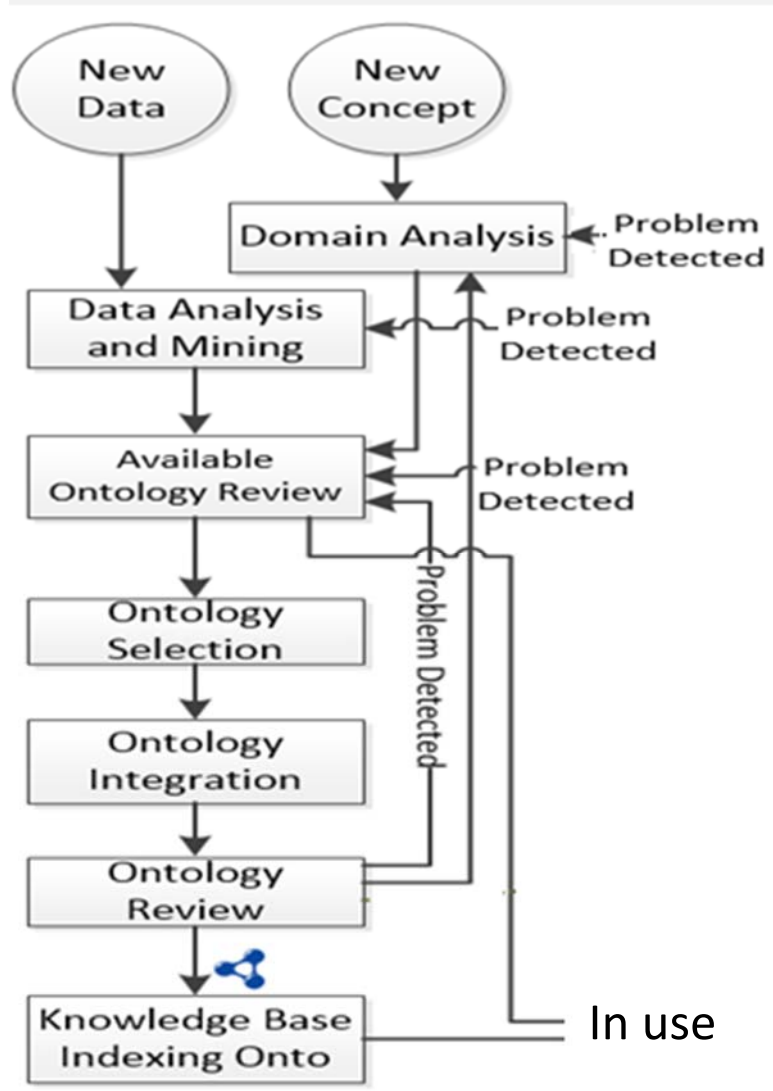 New
Data
New
Concept
Domain Analysis
Problem
Detected
Data Analysis
and Mining
Problem
Detected
Available
Ontology Review
Problem
Detected
Problem Detected
Ontology
Selection
Ontology
Integration
Ontology
Review
Knowledge Base
Indexing Onto
In use